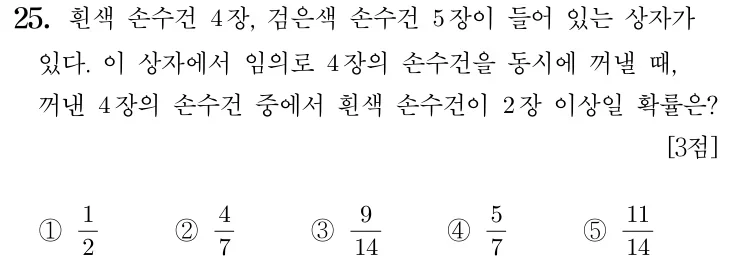 25. 흰색 손수건 4장, 검은색 손수건 5장이 들어 있는 상자가
있다. 이 상자에서 임의로 4장의 손수건을 동시에 꺼낼 때,
꺼낸 4장의 손수건 중에서 흰색 손수건이 2장 이상일 확률은?
[3점]
① 1/2 ② 4/7 ③ 9/14 ④ 5/7 ⑤ 11/14